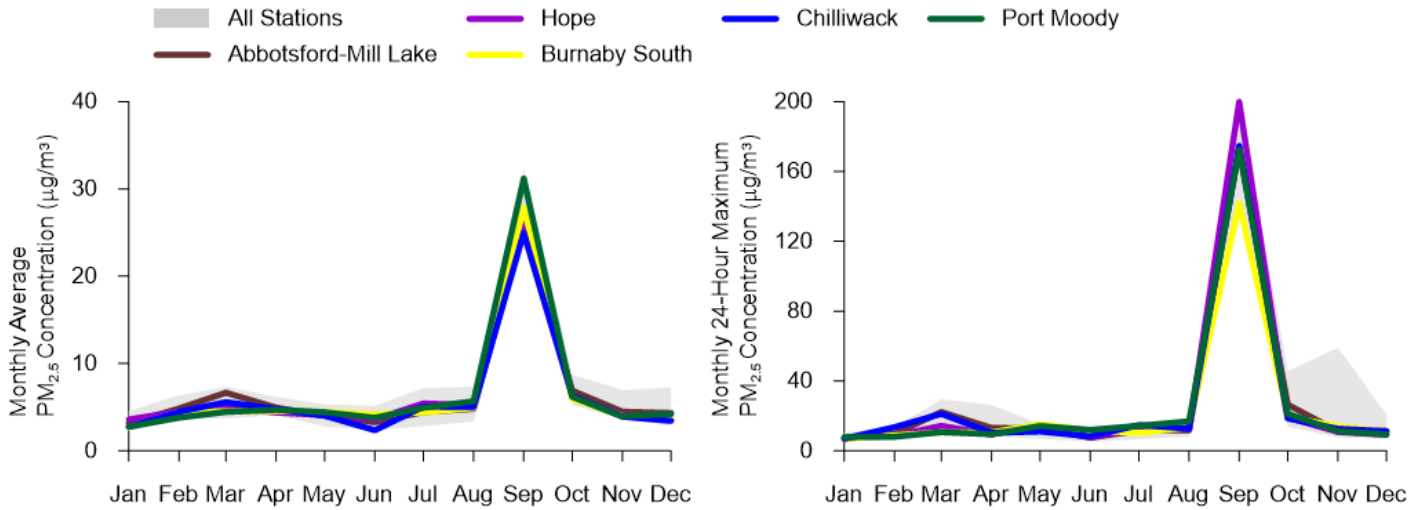 All Stations Hope Chilliwack Port Moody
Abbotsford-Mill Lake Burnaby South
Monthly Average
PM₂.₅ Concentration (µg/m³)
40
30
20
10
0
Jan Feb Mar Apr May Jun Jul Aug Sep Oct Nov Dec
Monthly 24-Hour Maximum
PM₂.₅ Concentration (µg/m³)
200
160
120
80
40
0
Jan Feb Mar Apr May Jun Jul Aug Sep Oct Nov Dec